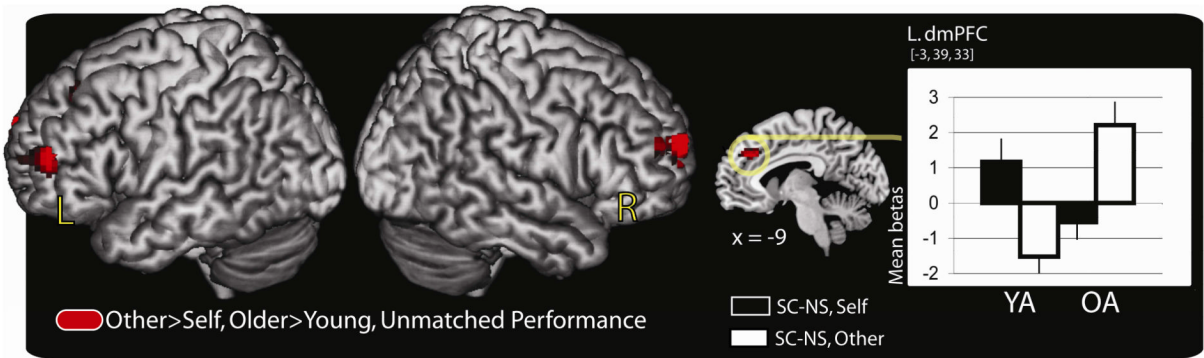 L
R
x = -9
Other>Self, Older>Young, Unmatched Performance
SC-NS, Self
SC-NS, Other
L. dmPFC
[-3, 39, 33]
Mean betas
3
2
1
0
-1
-2
YA OA